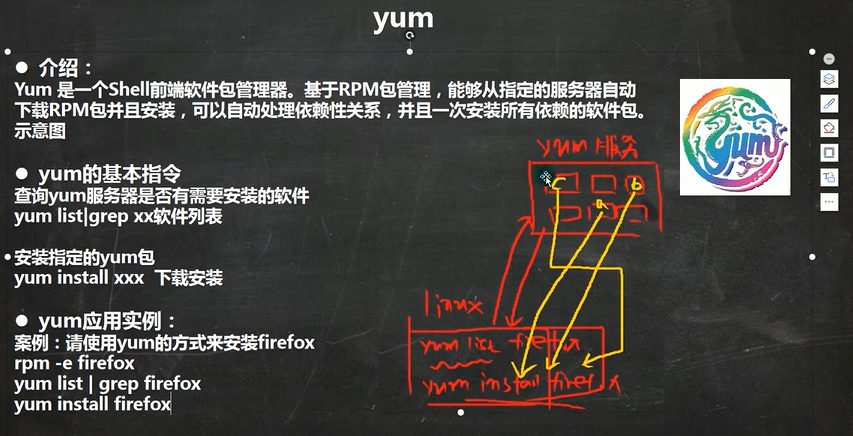 yum
● 介绍：
Yum 是一个Shell前端软件包管理器。基于RPM包管理，能够从指定的服务器自动
下载RPM包并且安装，可以自动处理依赖性关系，并且一次安装所有依赖的软件包。
示意图
● yum的基本指令
查询yum服务器是否有需要安装的软件
yum list|grep xx软件列表
安装指定的yum包
yum install xxx 下载安装
● yum应用实例：
案例：请使用yum的方式来安装firefox
rpm -e firefox
yum list | grep firefox
yum install firefox
Yum
yum 服务
c b
a
linux
yum list firefox
yum install firefox